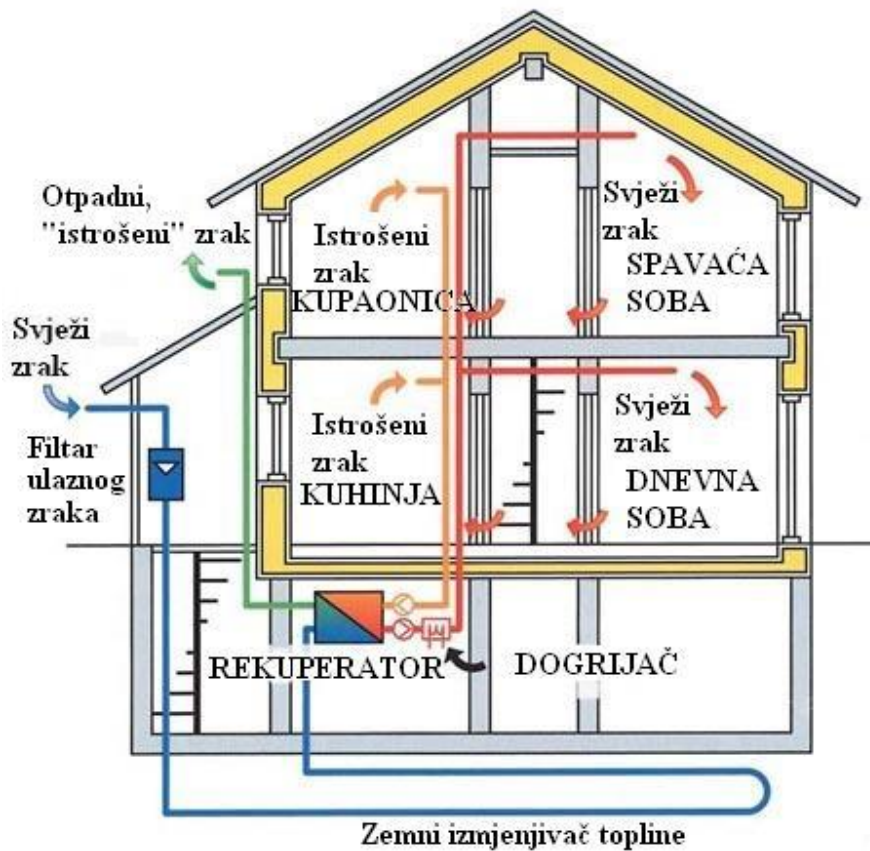 Otpadni,
"istrošeni" zrak
Istrošeni
zrak
KUPAONICA
Svježi
zrak
SPAVAĆA
SOBA
Svježi
zrak
Filtar
ulaznog
zraka
Istrošeni
zrak
KUHINJA
Svježi
zrak
DNEVNA
SOBA
REKUPERATOR
DOGRIJAČ
Zemni izmjenjivač topline